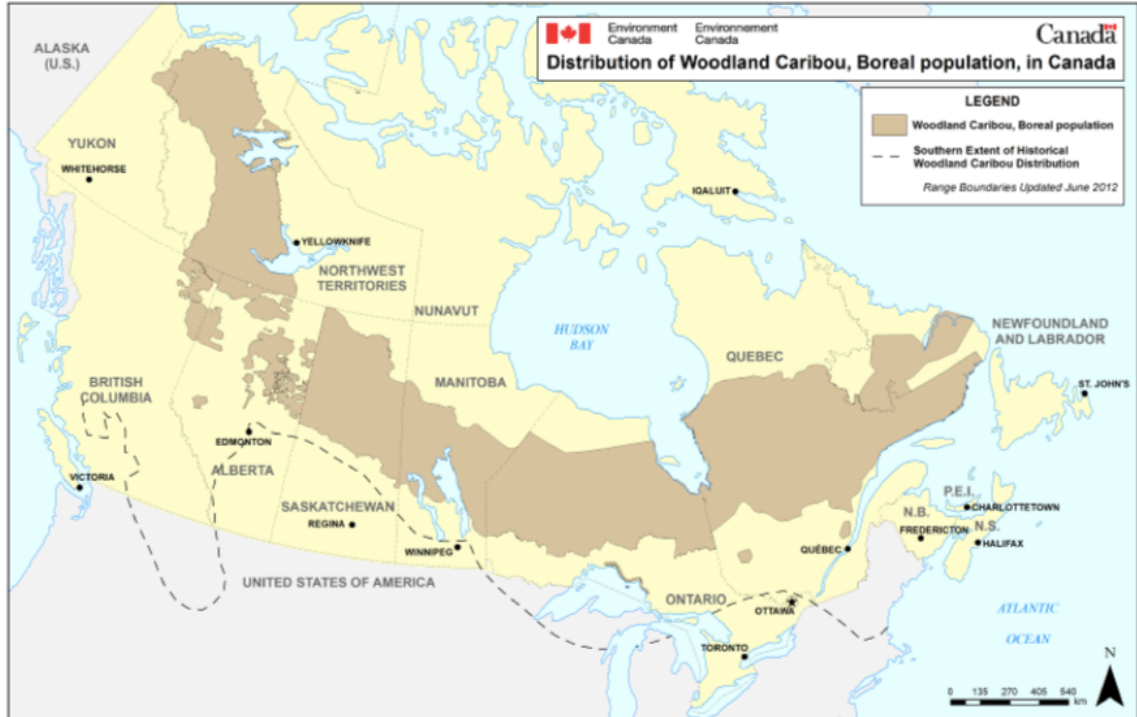 Environment Environnement
Canada Canada
Canada
Distribution of Woodland Caribou, Boreal population, in Canada
LEGEND
Woodland Caribou, Boreal population
Southern Extent of Historical
Woodland Caribou Distribution
Range Boundaries Updated June 2012
ALASKA
(U.S.)
YUKON
WHITEHORSE
IQALUIT
YELLOWKNIFE
NORTHWEST
TERRITORIES
NUNAVUT
HUDSON
BAY
QUEBEC
NEWFOUNDLAND
AND LABRADOR
ST. JOHN'S
BRITISH
COLUMBIA
MANITOBA
EDMONTON
ALBERTA
VICTORIA
SASKATCHEWAN
REGINA
WINNIPEG
P.E.I.
CHARLOTTETOWN
N.B.
FREDERICTON
N.S.
HALIFAX
QUÉBEC
UNITED STATES OF AMERICA
ONTARIO
OTTAWA
TORONTO
ATLANTIC
OCEAN
N
0 135 270 405 540
km